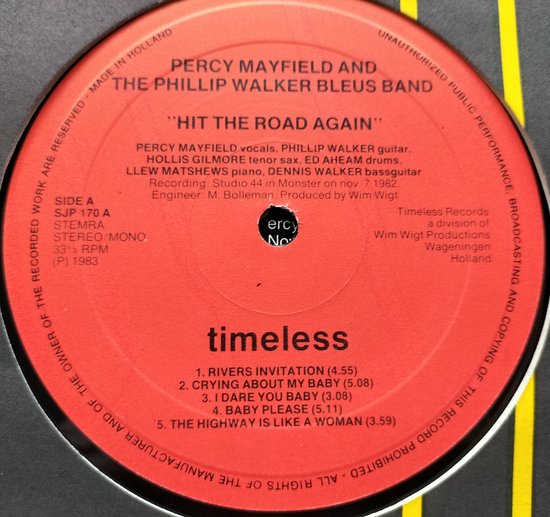 ALL RIGHTS OF THE MANUFACTURER AND OF THE OWNER OF THE RECORDED WORK ARE RESERVED - MADE IN HOLLAND
UNAUTHORIZED PUBLIC PERFORMANCE, BROADCASTING AND COPYING OF THIS RECORD PROHIBITED -
PERCY MAYFIELD AND
THE PHILLIP WALKER BLEUS BAND
"HIT THE ROAD AGAIN"
PERCY MAYFIELD vocals, PHILLIP WALKER guitar,
HOLLIS GILMORE tenor sax, ED AHEAM drums,
LLEW MATSHEWS piano, DENNIS WALKER bassguitar
Recording: Studio 44 in Monster on nov. 7 1982.
Engineer: M. Bolleman, Produced by Wim Wigt
SIDE A
SJP 170 A
STEMRA
STEREO/MONO
33⅓ RPM
(P) 1983
ercy
No
Timeless Records
a division of
Wim Wigt Productions
Wageningen
Holland
timeless
1. RIVERS INVITATION (4.55)
2. CRYING ABOUT MY BABY (5.08)
3. I DARE YOU BABY (3.08)
4. BABY PLEASE (5.11)
5. THE HIGHWAY IS LIKE A WOMAN (3.59)